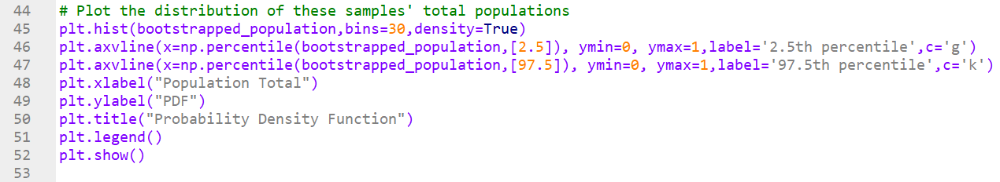 44 # Plot the distribution of these samples' total populations
45 plt.hist(bootstrapped_population,bins=30,density=True)
46 plt.axvline(x=np.percentile(bootstrapped_population,[2.5]), ymin=0, ymax=1,label='2.5th percentile',c='g')
47 plt.axvline(x=np.percentile(bootstrapped_population,[97.5]), ymin=0, ymax=1,label='97.5th percentile',c='k')
48 plt.xlabel("Population Total")
49 plt.ylabel("PDF")
50 plt.title("Probability Density Function")
51 plt.legend()
52 plt.show()
53